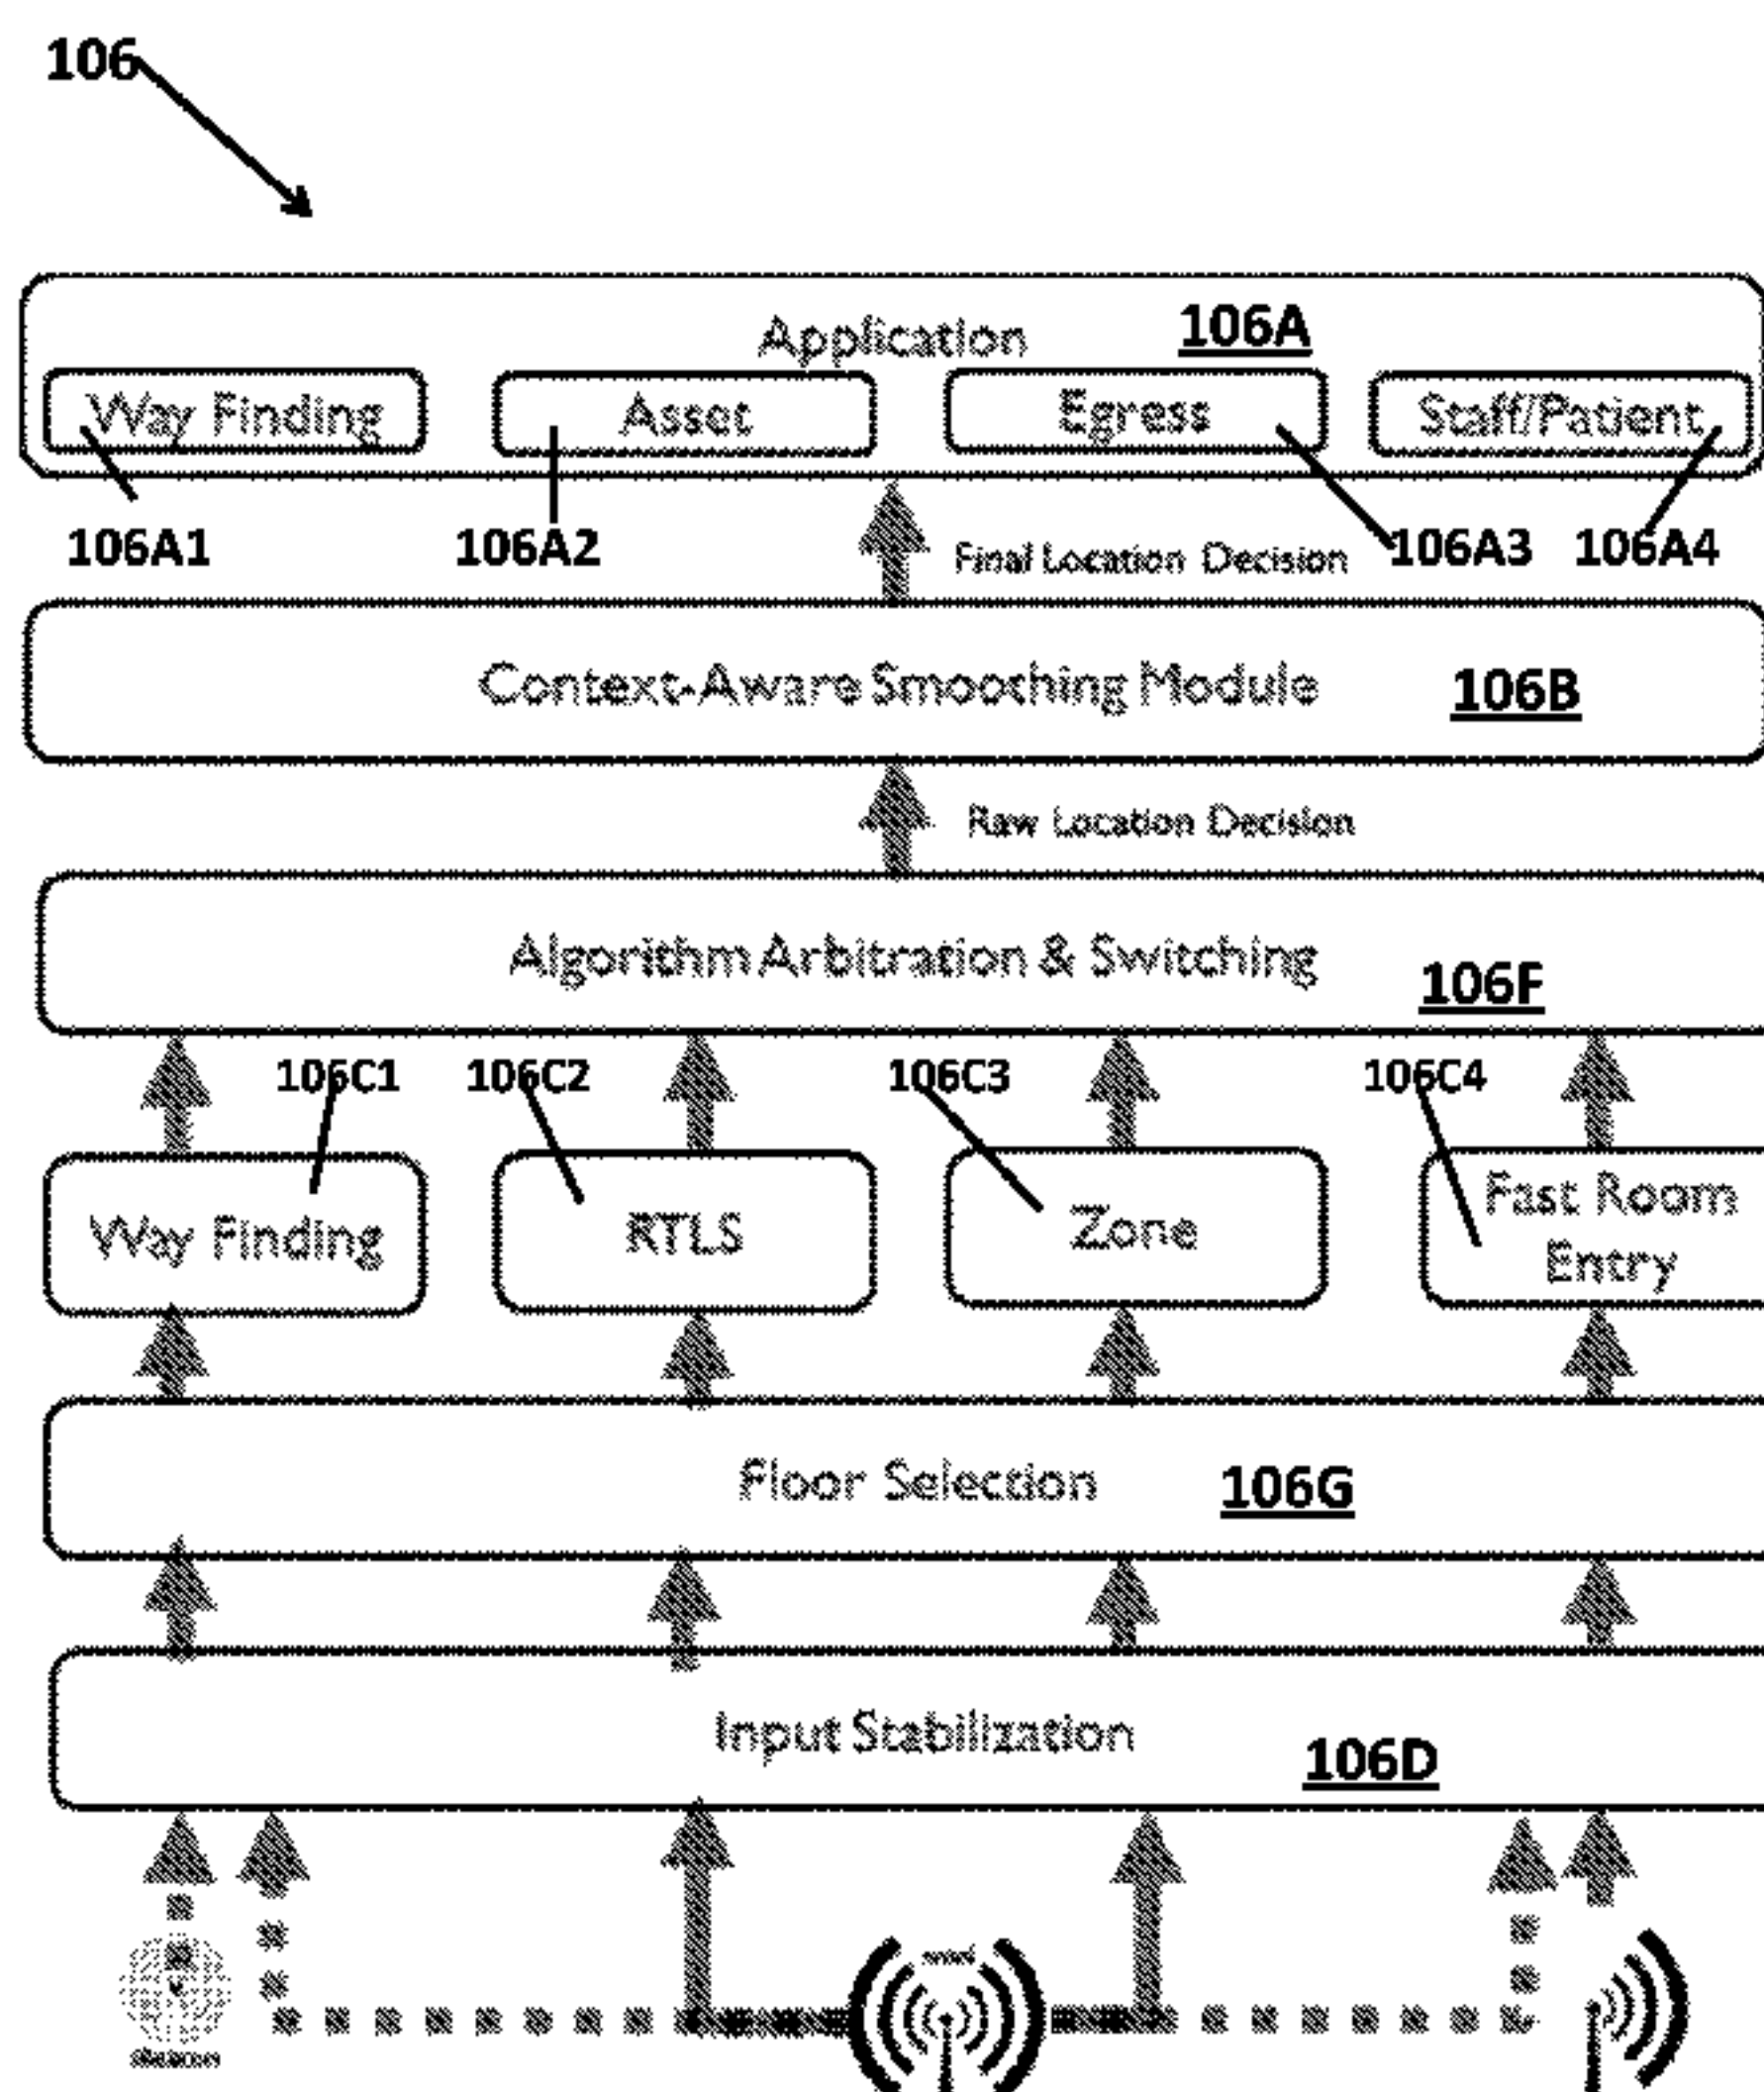 106
Application 106A
Way Finding Asset Egress Staff/Patient
106A1 106A2 106A3 106A4
Final Location Decision
Context-Aware Smoothing Module 106B
Raw Location Decision
Algorithm Arbitration & Switching 106F
106C1 106C2 106C3 106C4
Way Finding RTLS Zone Fast Room
Entry
Floor Selection 106G
Input Stabilization 106D